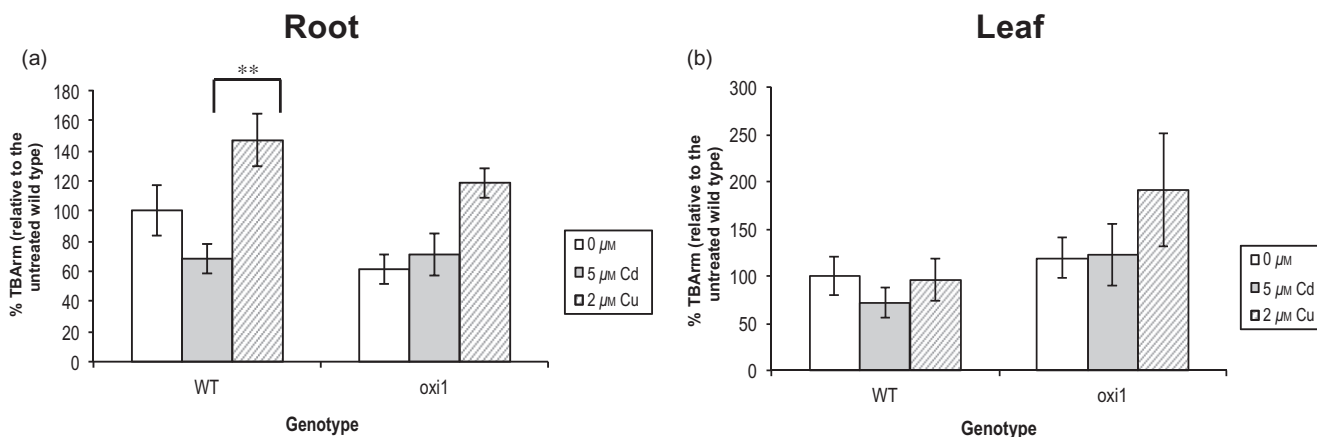 Root
(a)
**
% TBArm (relative to the
untreated wild type)
180
160
140
120
100
80
60
40
20
0
WT
oxi1
Genotype
0 μM
5 μM Cd
2 μM Cu
Leaf
(b)
% TBArm (relative to the
untreated wild type)
300
250
200
150
100
50
0
WT
oxi1
Genotype
0 μM
5 μM Cd
2 μM Cu